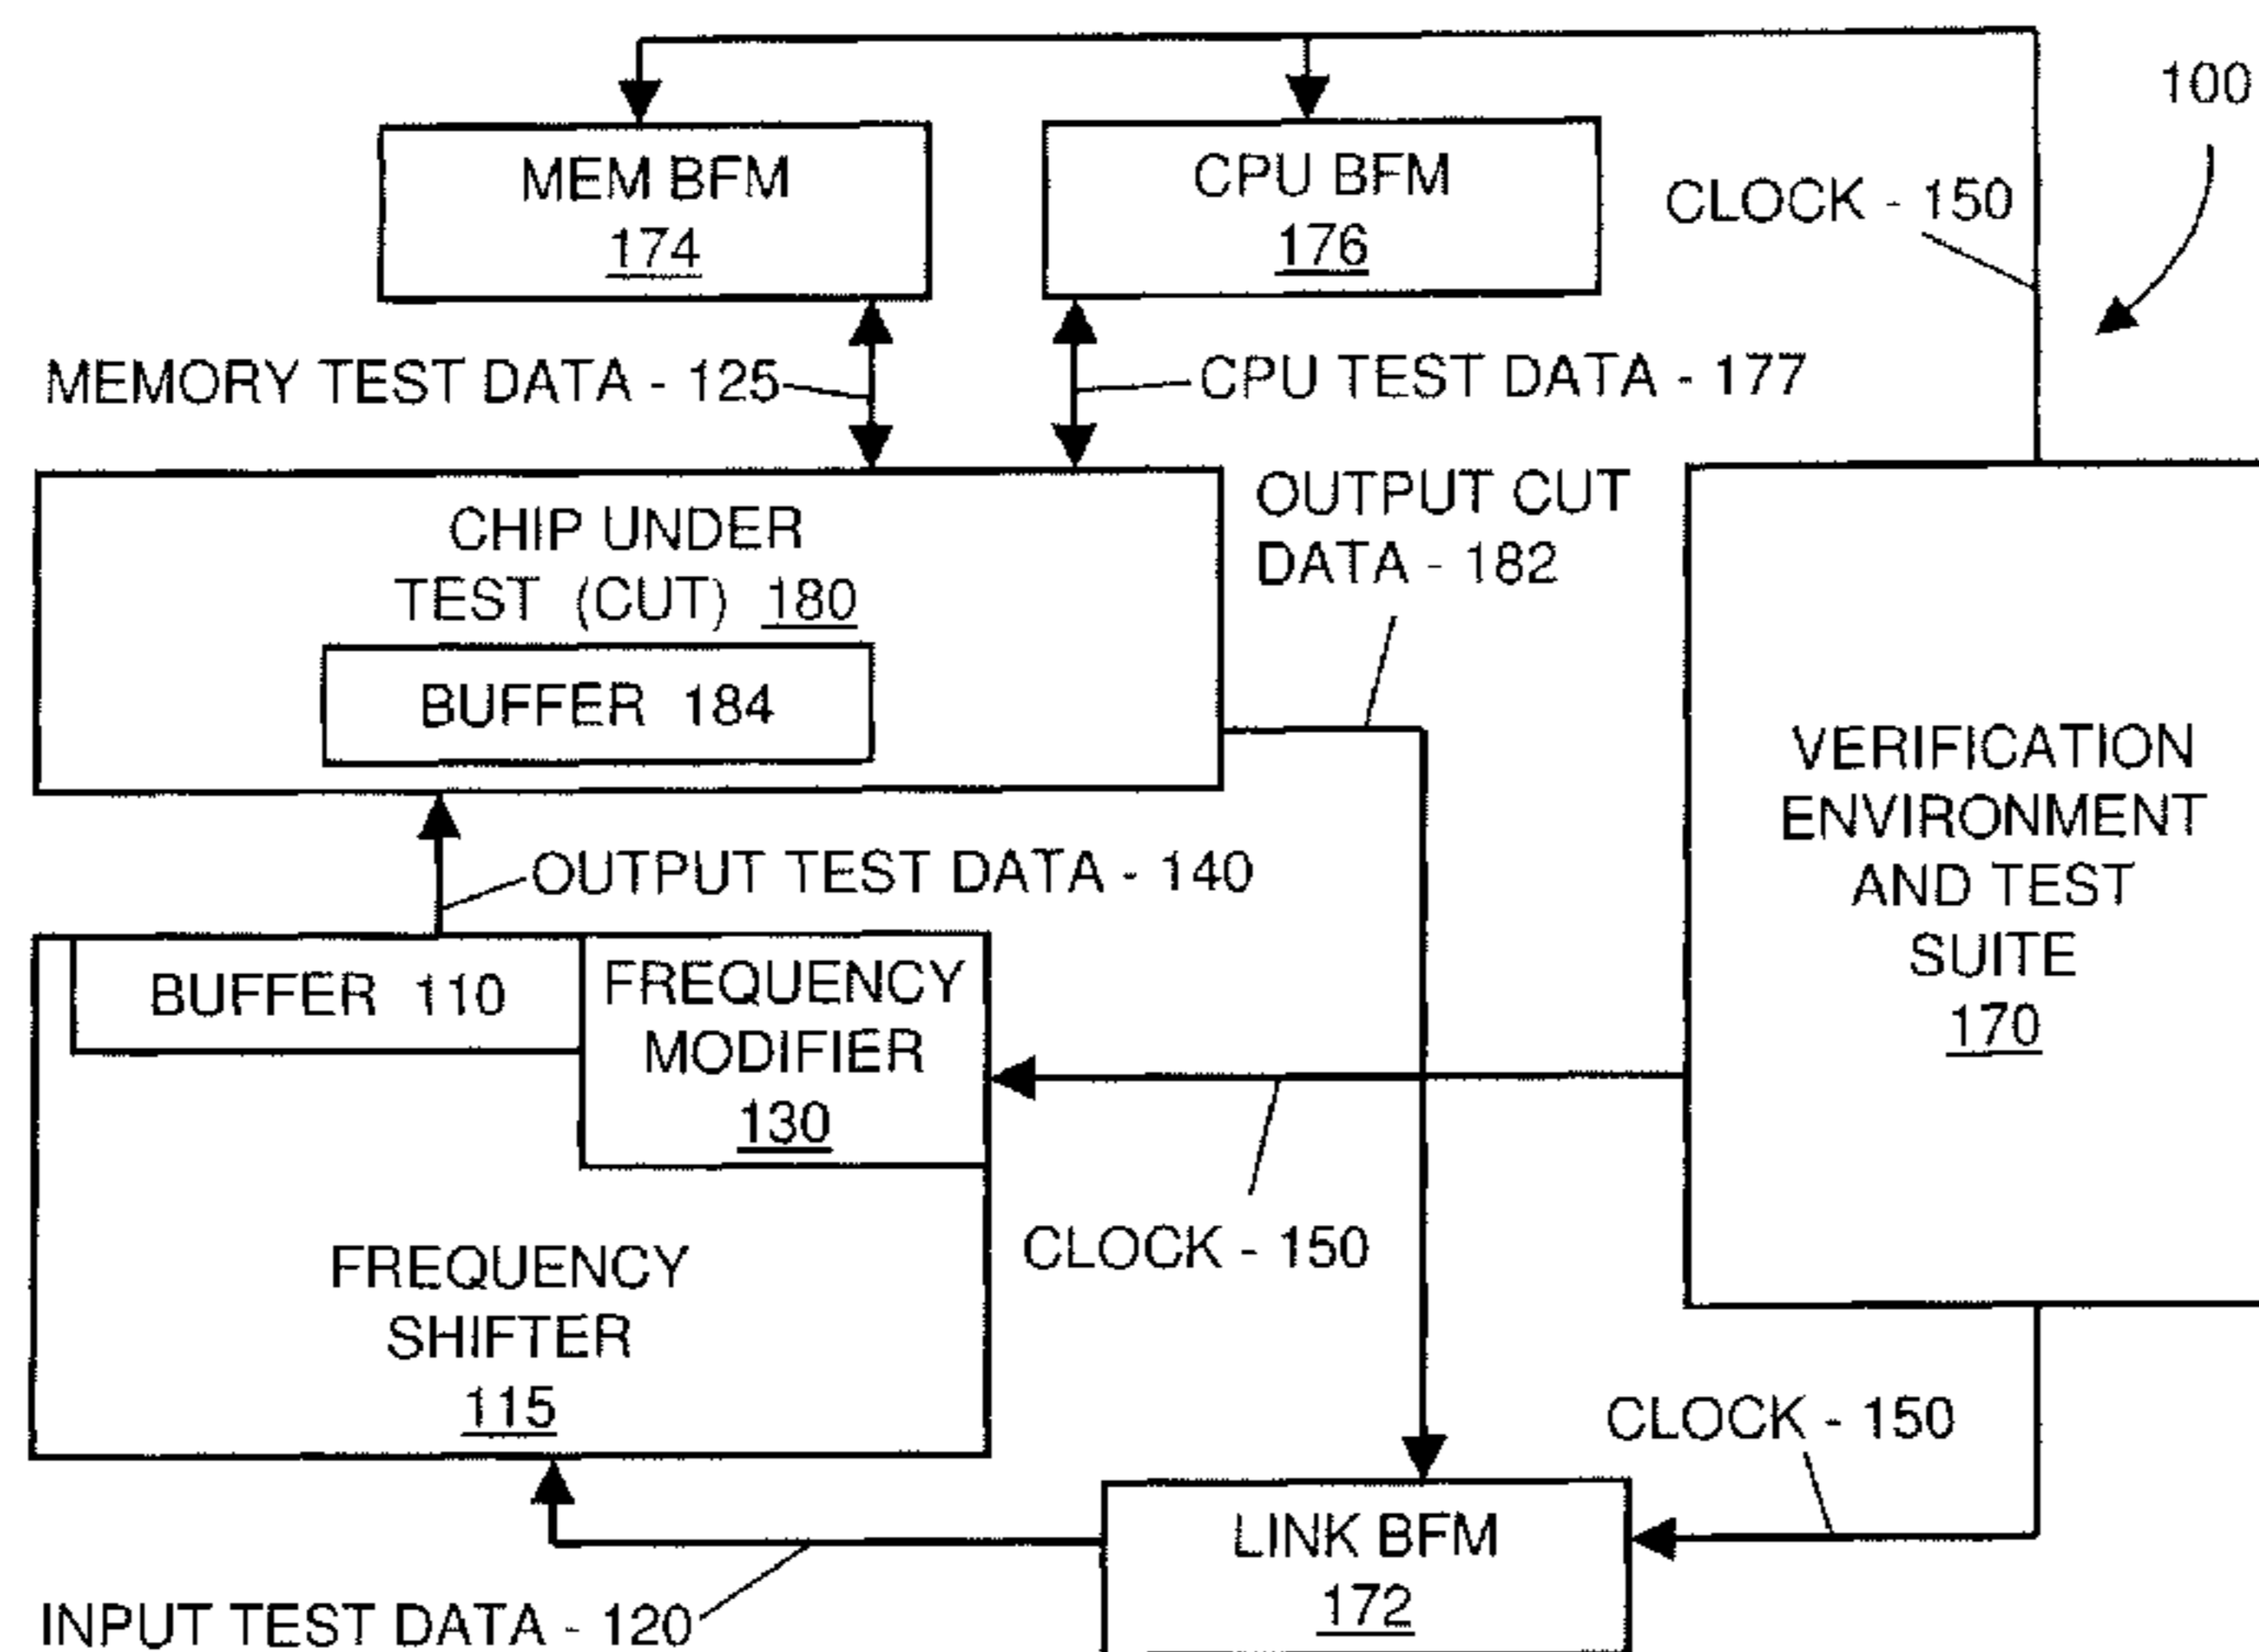 100
MEM BFM
174
CPU BFM
176
CLOCK - 150
MEMORY TEST DATA - 125
CPU TEST DATA - 177
CHIP UNDER
TEST (CUT) 180
BUFFER 184
OUTPUT CUT
DATA - 182
VERIFICATION
ENVIRONMENT
AND TEST
SUITE
170
OUTPUT TEST DATA - 140
BUFFER 110
FREQUENCY
MODIFIER
130
CLOCK - 150
FREQUENCY
SHIFTER
115
CLOCK - 150
LINK BFM
172
INPUT TEST DATA - 120